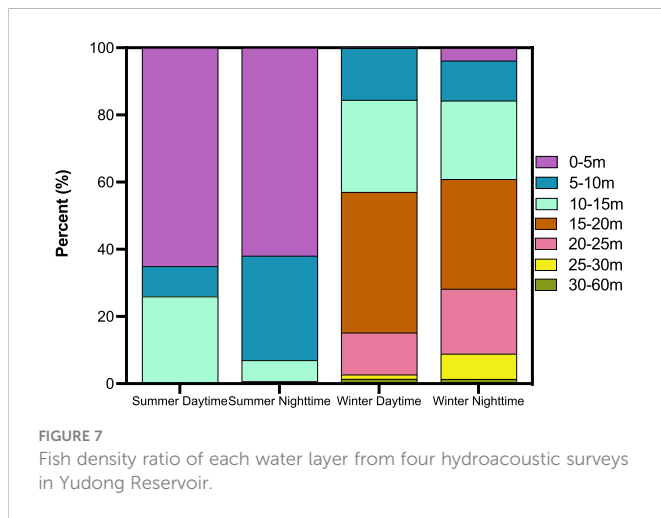 100
80
60
40
20
0
Percent (%)
0-5m
5-10m
10-15m
15-20m
20-25m
25-30m
30-60m
Summer Daytime Summer Nighttime Winter Daytime Winter Nighttime
FIGURE 7
Fish density ratio of each water layer from four hydroacoustic surveys
in Yudong Reservoir.